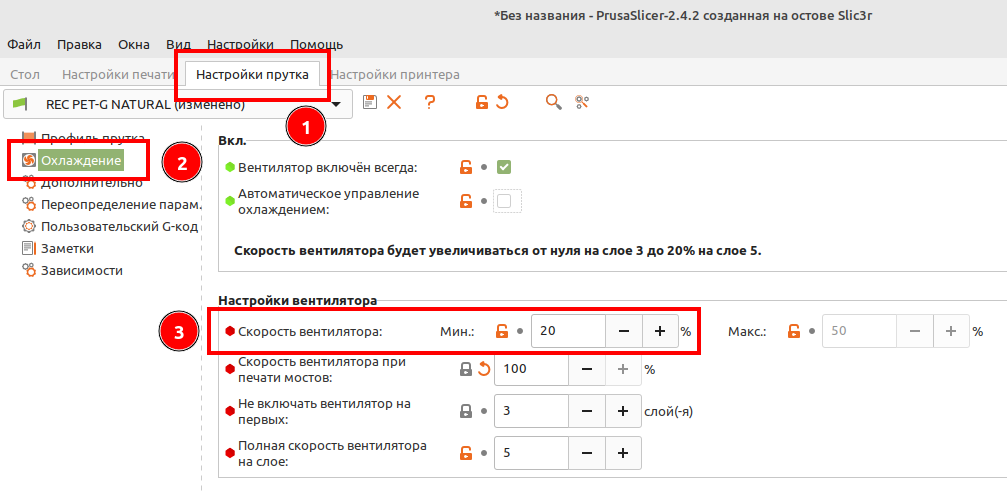 *Без названия - PrusaSlicer-2.4.2 созданная на остове Slic3r
Файл Правка Окна Вид Настройки Помощь
Стол Настройки печати Настройки прутка Настройки принтера
REC PET-G NATURAL (изменено)
1
Профиль прутка
Охлаждение
2
Дополнительно
Переопределение парам.
Пользовательский G-код
Заметки
Зависимости
Вкл.
Вентилятор включён всегда:
Автоматическое управление
охлаждением:
Скорость вентилятора будет увеличиваться от нуля на слое 3 до 20% на слое 5.
Настройки вентилятора
3
Скорость вентилятора: Мин.: 20 % Макс.: 50 %
Скорость вентилятора при
печати мостов: 100 %
Не включать вентилятор на
первых: 3 слой(-я)
Полная скорость вентилятора
на слое: 5